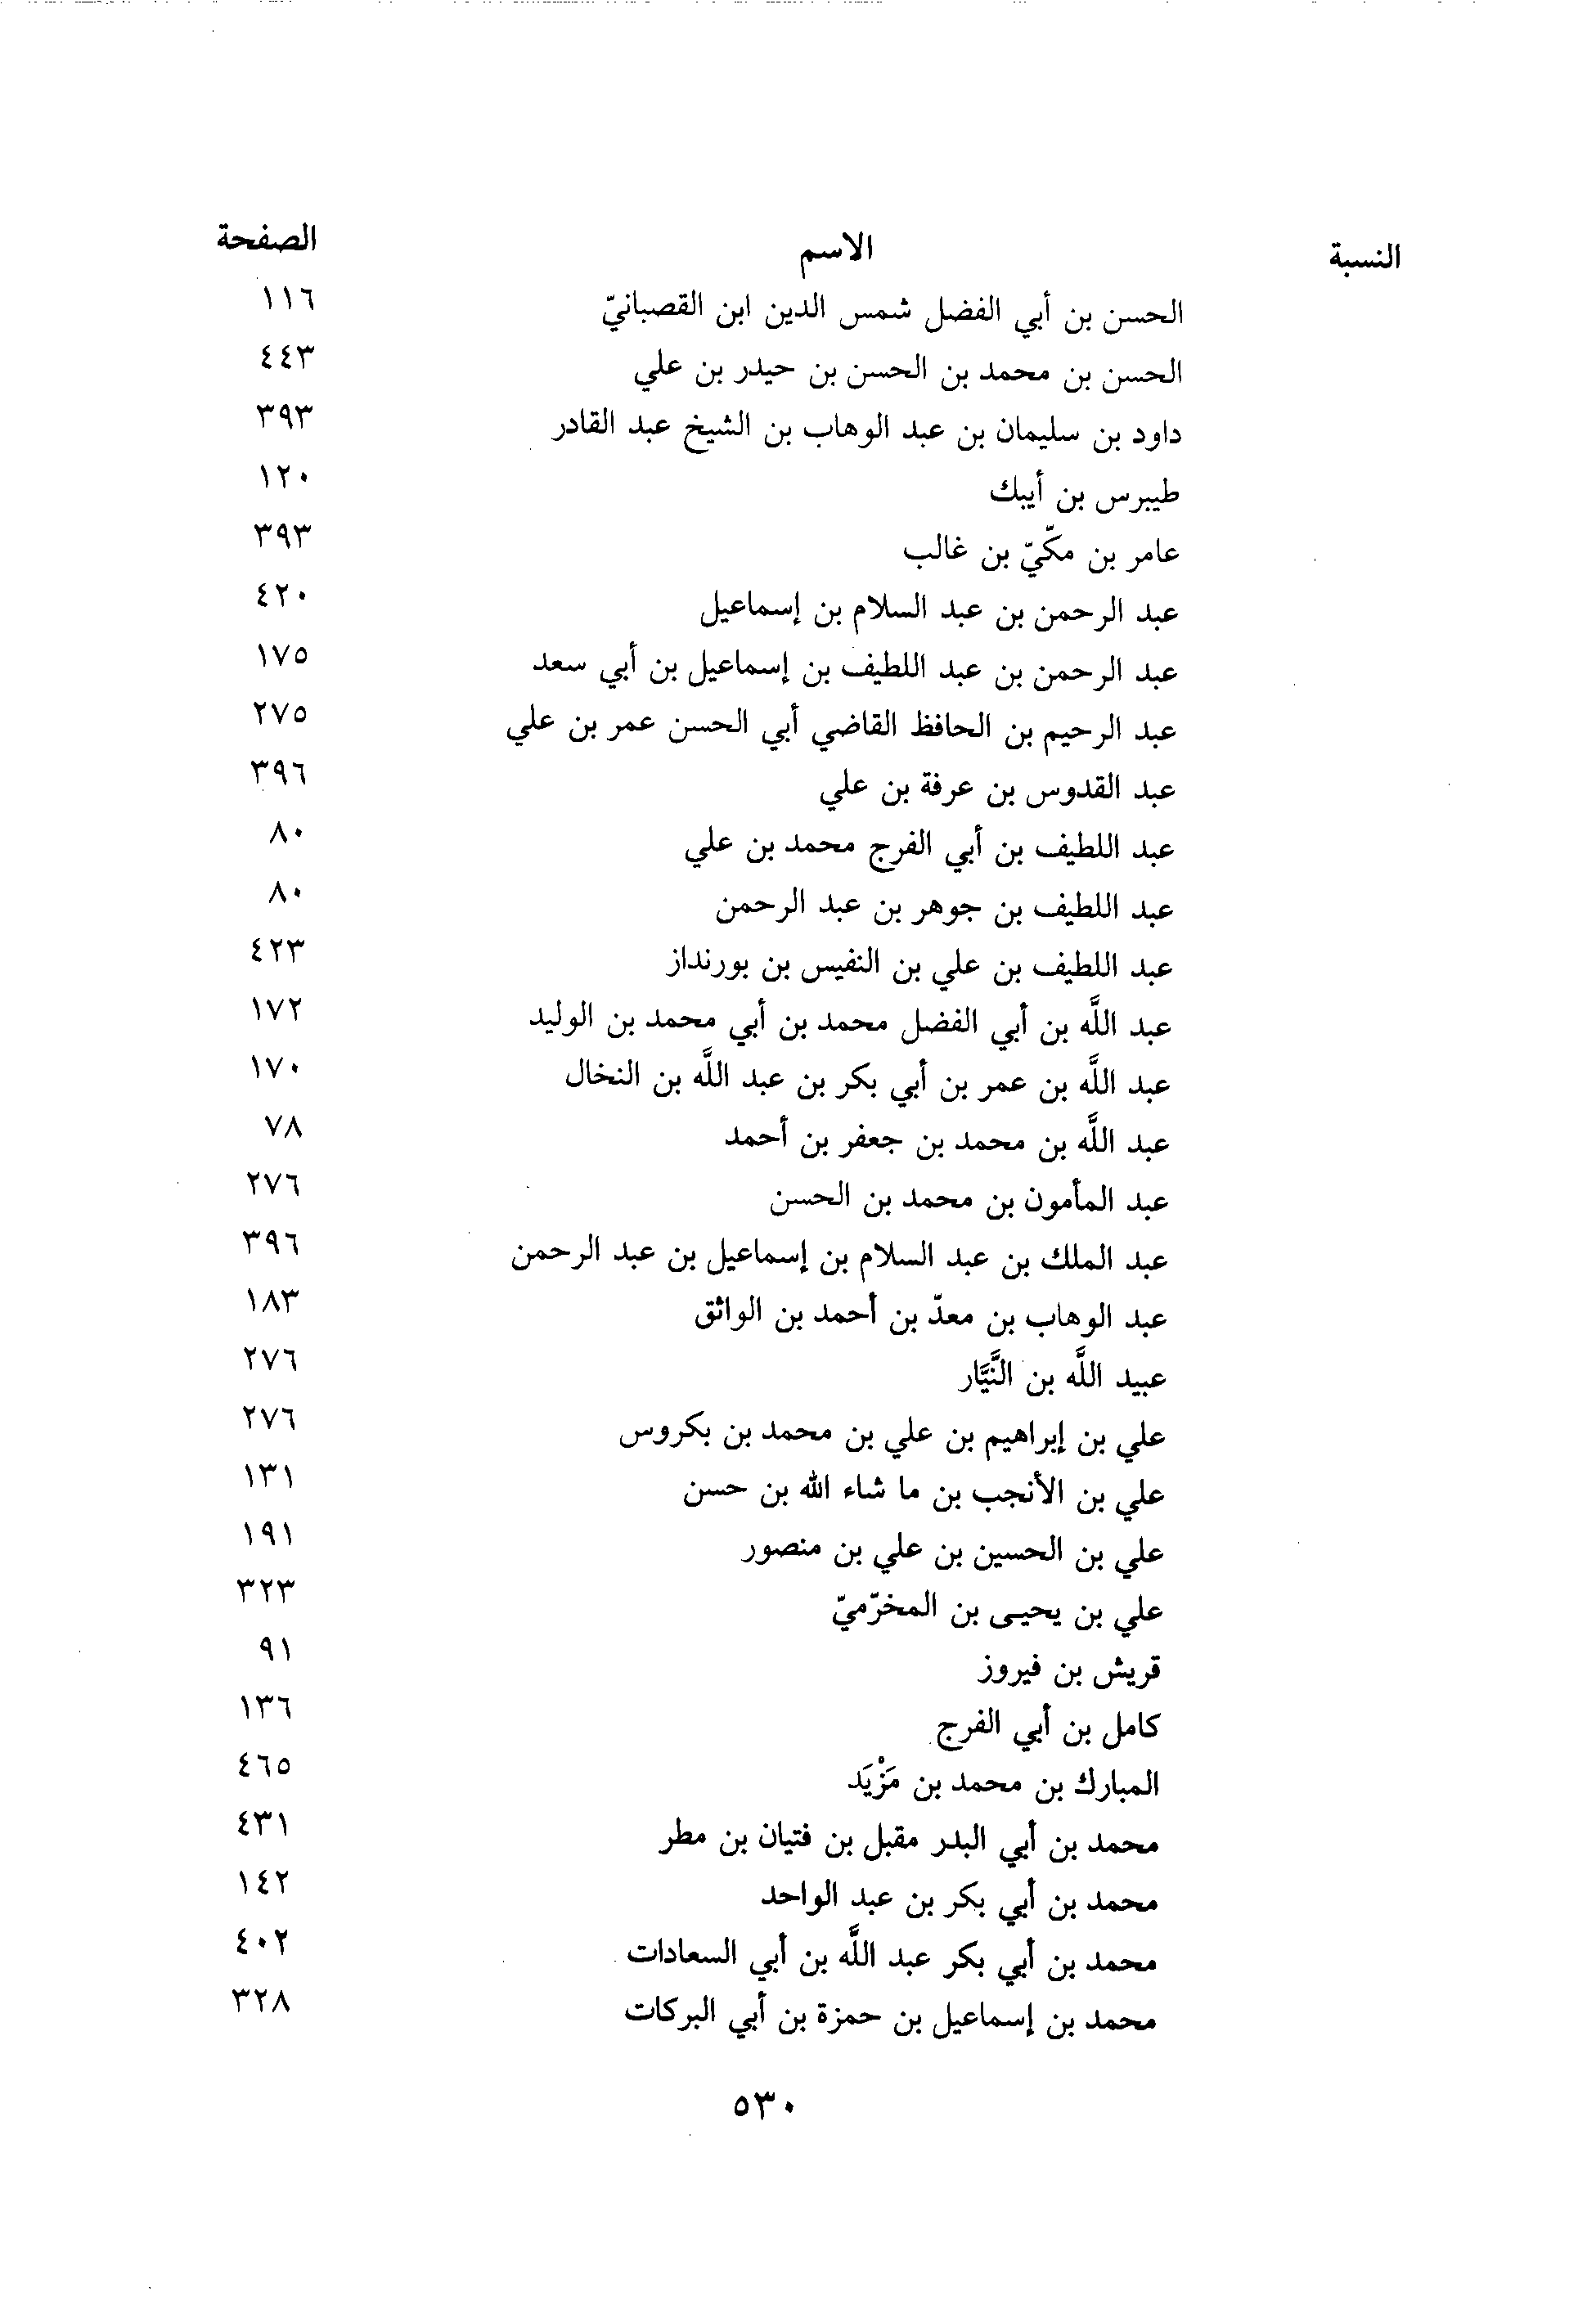 النسبة الاسم الصفحة
الحسن بن أبي الفضل شمس الدين ابن القصبانيّ ١١٦
الحسن بن محمد بن الحسن بن حيدر بن علي ٤٤٣
داود بن سليمان بن عبد الوهاب بن الشيخ عبد القادر ٣٩٣
طيبرس بن أيبك ١٢٠
عامر بن مكّيّ بن غالب ٣٩٣
عبد الرحمن بن عبد السلام بن إسماعيل ٤٢٠
عبد الرحمن بن عبد اللطيف بن إسماعيل بن أبي سعد ١٧٥
عبد الرحيم بن الحافظ القاضي أبي الحسن عمر بن علي ٢٧٥
عبد القدوس بن عرفة بن علي ٣٩٦
عبد اللطيف بن أبي الفرج محمد بن علي ٨٠
عبد اللطيف بن جوهر بن عبد الرحمن ٨٠
عبد اللطيف بن علي بن النفيس بن بورنداز ٤٢٣
عبد اللَّه بن أبي الفضل محمد بن أبي محمد بن الوليد ١٧٢
عبد اللَّه بن عمر بن أبي بكر بن عبد اللَّه بن النخال ١٧٠
عبد اللَّه بن محمد بن جعفر بن أحمد ٧٨
عبد المأمون بن محمد بن الحسن ٢٧٦
عبد الملك بن عبد السلام بن إسماعيل بن عبد الرحمن ٣٩٦
عبد الوهاب بن معدّ بن أحمد بن الواثق ١٨٣
عبيد اللَّه بن النَّيَّار ٢٧٦
علي بن إبراهيم بن علي بن محمد بن بكروس ٢٧٦
علي بن الأنجب بن ما شاء الله بن حسن ١٣١
علي بن الحسين بن علي بن منصور ١٩١
علي بن يحيى بن المخرّميّ ٣٢٣
قريش بن فيروز ٩١
كامل بن أبي الفرج ١٣٦
المبارك بن محمد بن مَزْيَد ٤٦٥
محمد بن أبي البدر مقبل بن فتيان بن مطر ٤٣١
محمد بن أبي بكر بن عبد الواحد ١٤٢
محمد بن أبي بكر عبد اللَّه بن أبي السعادات ٤٠٢
محمد بن إسماعيل بن حمزة بن أبي البركات ٣٢٨
٥٣٠